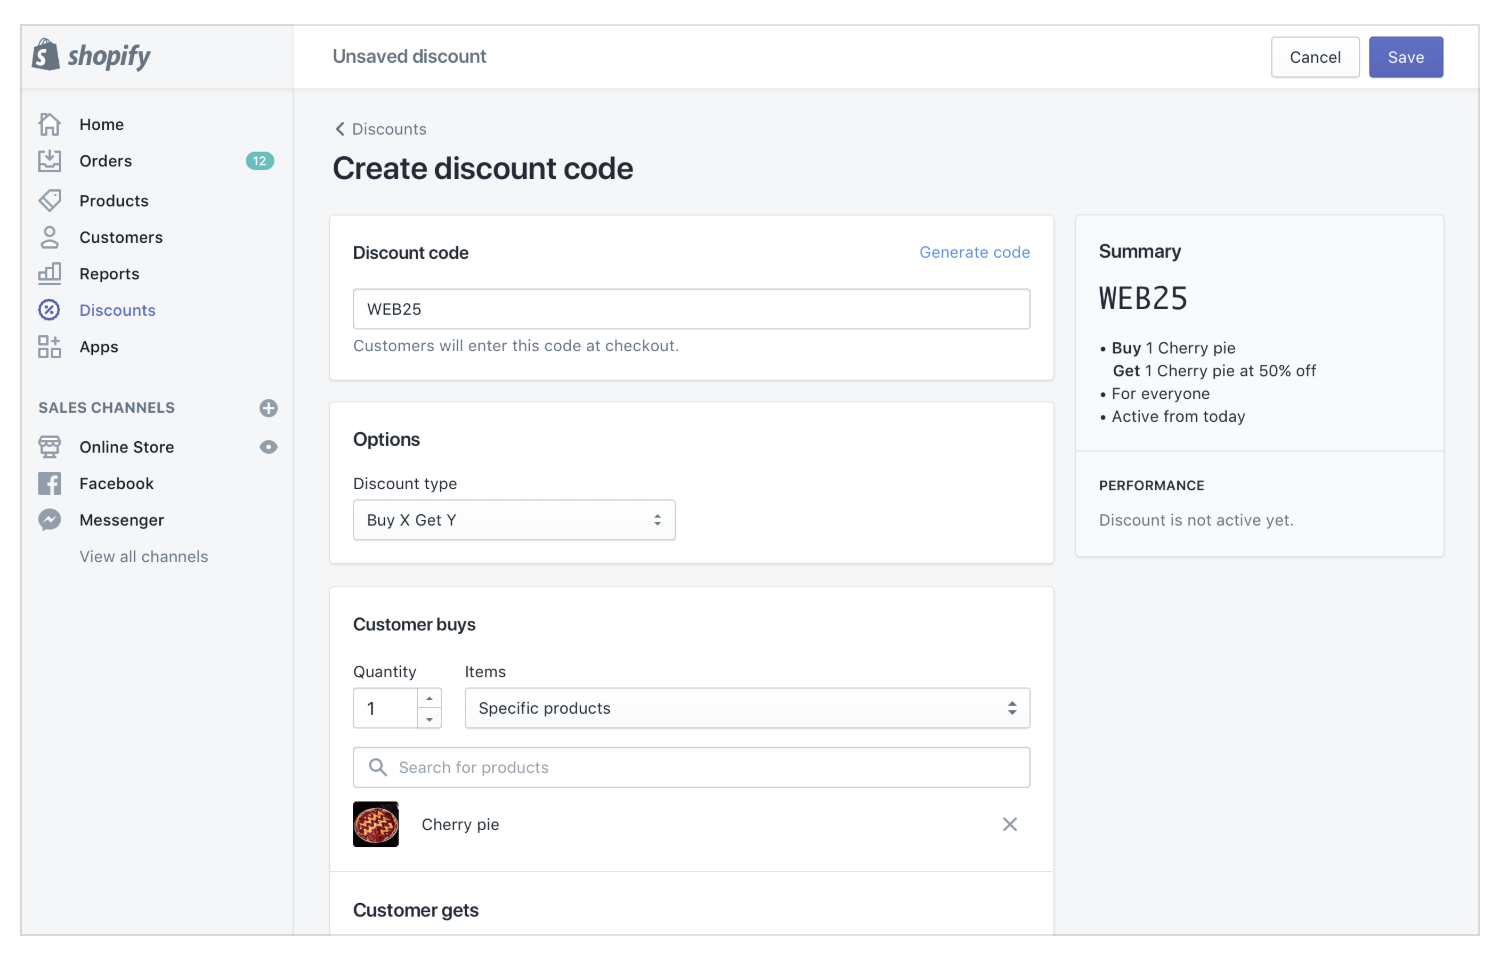 shopify
Unsaved discount
Cancel
Save
Home
Orders
12
Products
Customers
Reports
Discounts
Apps
SALES CHANNELS
Online Store
Facebook
Messenger
View all channels
Discounts
Create discount code
Discount code
Generate code
WEB25
Customers will enter this code at checkout.
Options
Discount type
Buy X Get Y
Customer buys
Quantity
Items
1
Specific products
Search for products
Cherry pie
Customer gets
Summary
WEB25
• Buy 1 Cherry pie
Get 1 Cherry pie at 50% off
• For everyone
• Active from today
PERFORMANCE
Discount is not active yet.